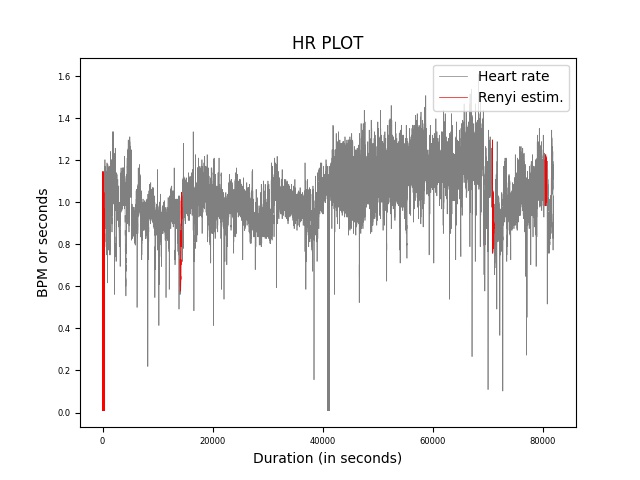 HR PLOT
Heart rate
Renyi estim.
BPM or seconds
1.6
1.4
1.2
1.0
0.8
0.6
0.4
0.2
0.0
0
20000
40000
60000
80000
Duration (in seconds)